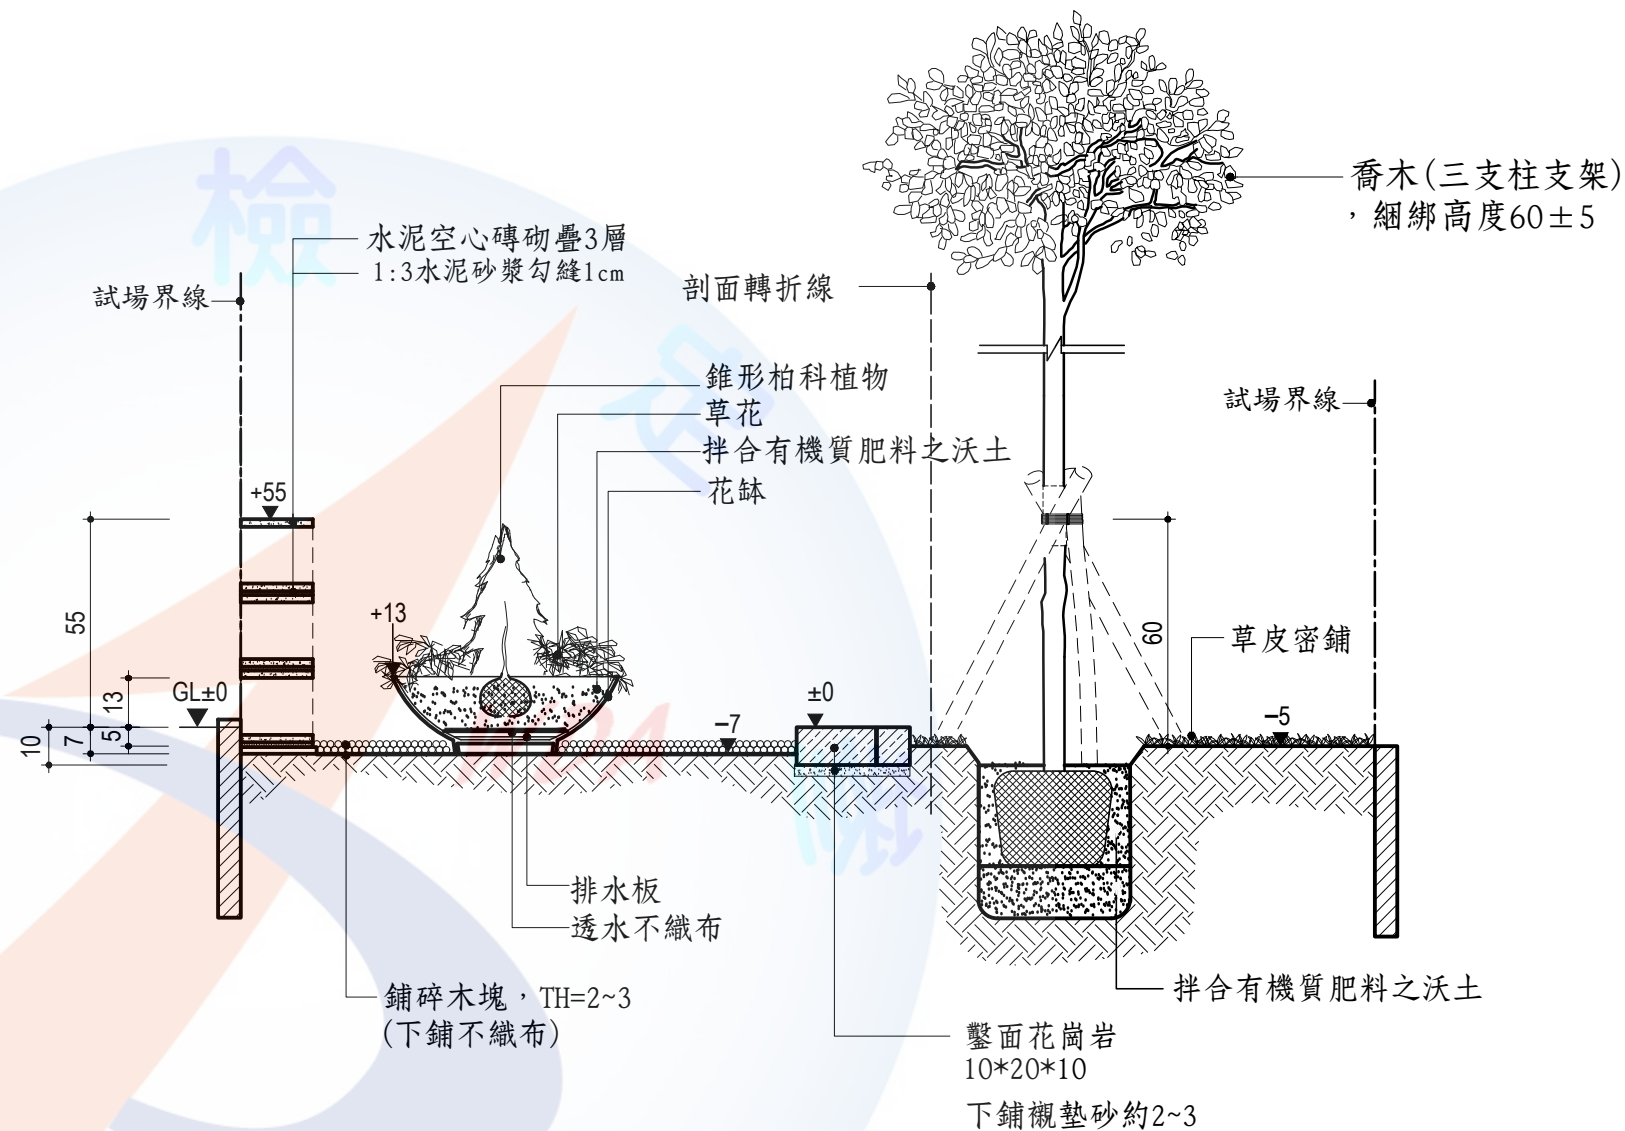 檢
定
喬木(三支柱支架)
，綑綁高度60±5
水泥空心磚砌疊3層
1:3水泥砂漿勾縫1cm
試場界線
剖面轉折線
錐形柏科植物
草花
拌合有機質肥料之沃土
花缽
試場界線
+55
+13
55
13
GL±0
10
7
5
±0
-7
60
草皮密鋪
-5
WDA
排水板
透水不織布
鋪碎木塊，TH=2~3
(下鋪不織布)
拌合有機質肥料之沃土
鑿面花崗岩
10*20*10
下鋪襯墊砂約2~3